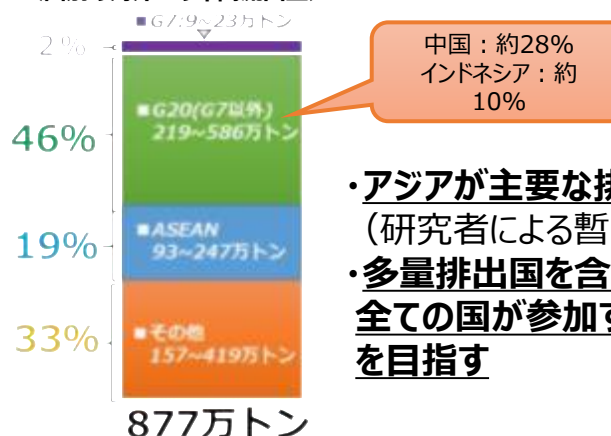 ■G7:9~23万トン
2%
■G20(G7以外)
219~586万トン
46%
中国：約28%
インドネシア：約
10%
■ASEAN
93~247万トン
19%
■その他
157~419万トン
33%
877万トン
・アジアが主要な排
（研究者による暫
・多量排出国を含
全ての国が参加す
を目指す